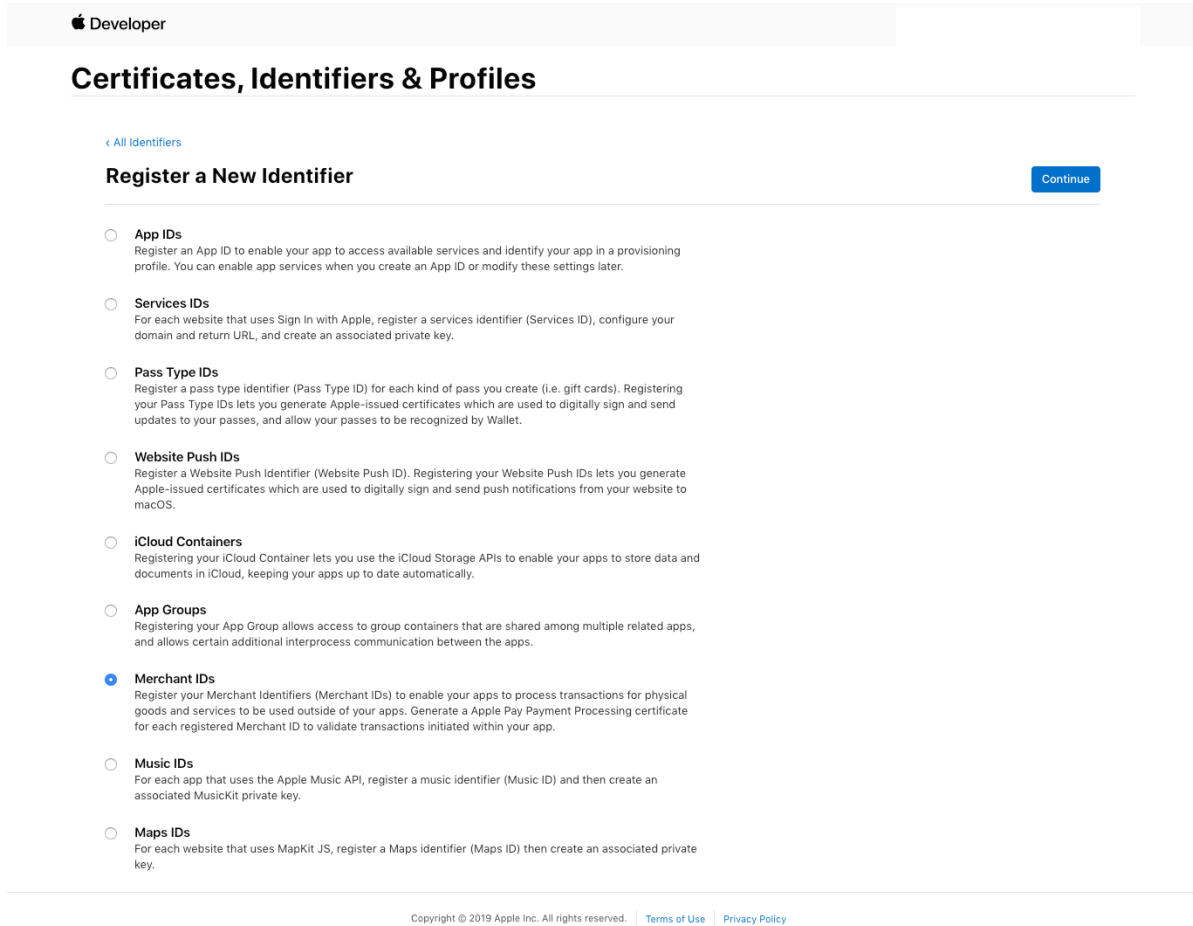 Developer
Certificates, Identifiers & Profiles
‹ All Identifiers
Register a New Identifier
Continue
App IDs
Register an App ID to enable your app to access available services and identify your app in a provisioning
profile. You can enable app services when you create an App ID or modify these settings later.
Services IDs
For each website that uses Sign In with Apple, register a services identifier (Services ID), configure your
domain and return URL, and create an associated private key.
Pass Type IDs
Register a pass type identifier (Pass Type ID) for each kind of pass you create (i.e. gift cards). Registering
your Pass Type IDs lets you generate Apple-issued certificates which are used to digitally sign and send
updates to your passes, and allow your passes to be recognized by Wallet.
Website Push IDs
Register a Website Push Identifier (Website Push ID). Registering your Website Push IDs lets you generate
Apple-issued certificates which are used to digitally sign and send push notifications from your website to
macOS.
iCloud Containers
Registering your iCloud Container lets you use the iCloud Storage APIs to enable your apps to store data and
documents in iCloud, keeping your apps up to date automatically.
App Groups
Registering your App Group allows access to group containers that are shared among multiple related apps,
and allows certain additional interprocess communication between the apps.
Merchant IDs
Register your Merchant Identifiers (Merchant IDs) to enable your apps to process transactions for physical
goods and services to be used outside of your apps. Generate a Apple Pay Payment Processing certificate
for each registered Merchant ID to validate transactions initiated within your app.
Music IDs
For each app that uses the Apple Music API, register a music identifier (Music ID) and then create an
associated MusicKit private key.
Maps IDs
For each website that uses MapKit JS, register a Maps identifier (Maps ID) then create an associated private
key.
Copyright © 2019 Apple Inc. All rights reserved. Terms of Use Privacy Policy